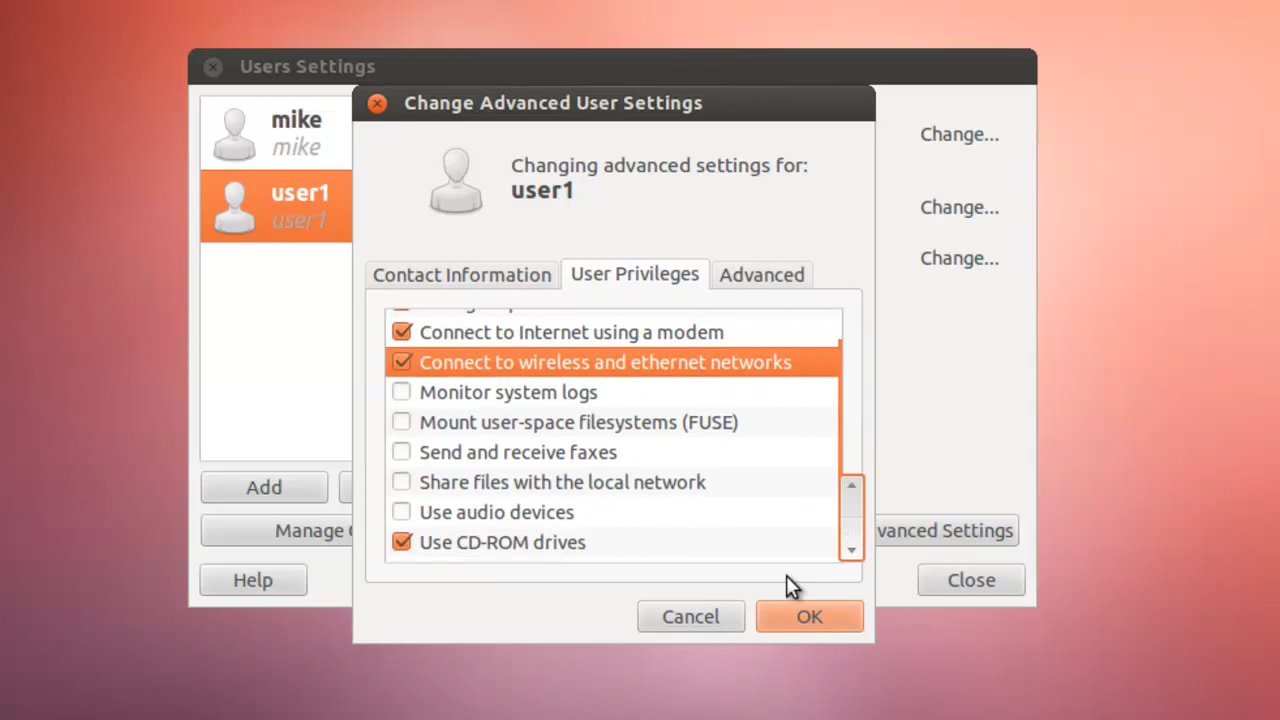 Users Settings
Change Advanced User Settings
mike
mike
user1
user1
Changing advanced settings for:
user1
Change...
Change...
Change...
Contact Information
User Privileges
Advanced
Connect to Internet using a modem
Connect to wireless and ethernet networks
Monitor system logs
Mount user-space filesystems (FUSE)
Send and receive faxes
Share files with the local network
Use audio devices
Use CD-ROM drives
Add
Manage
Settings
Help
Close
Cancel
OK